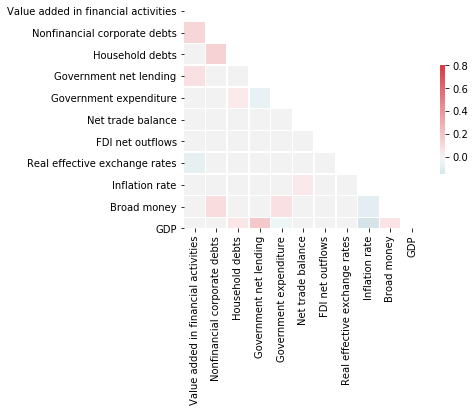 Value added in financial activities
Nonfinancial corporate debts
Household debts
Government net lending
Government expenditure
Net trade balance
FDI net outflows
Real effective exchange rates
Inflation rate
Broad money
GDP
0.8
0.6
0.4
0.2
0.0
Value added in financial activities
Nonfinancial corporate debts
Household debts
Government net lending
Government expenditure
Net trade balance
FDI net outflows
Real effective exchange rates
Inflation rate
Broad money
GDP